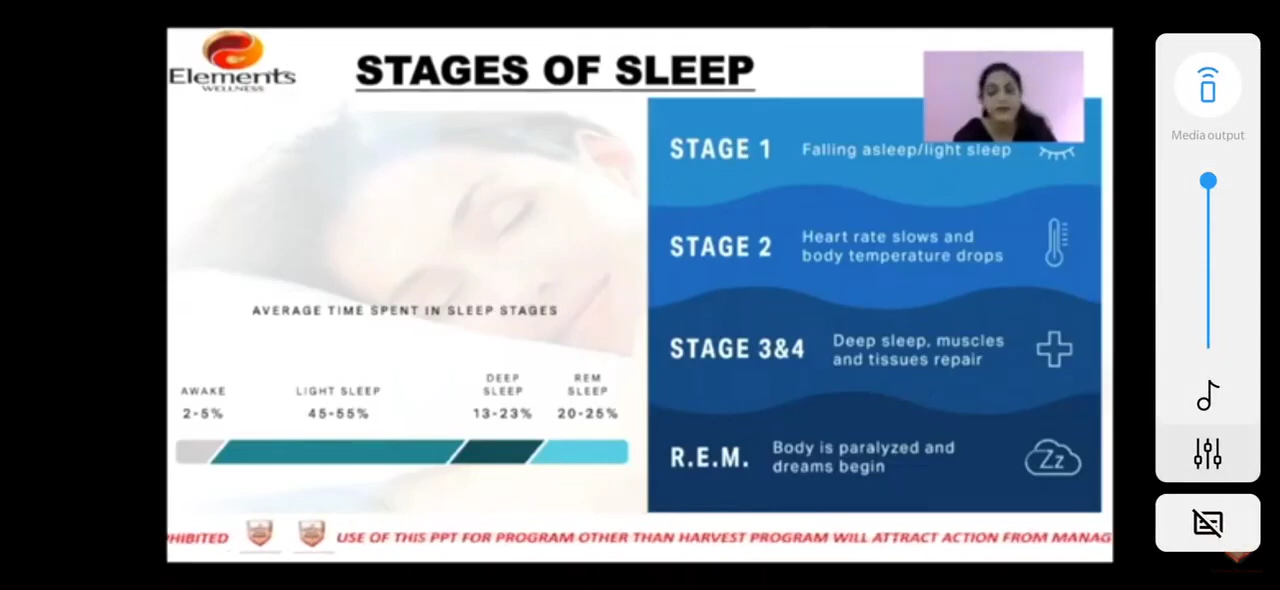 Elements
WELLNESS
STAGES OF SLEEP
AVERAGE TIME SPENT IN SLEEP STAGES
AWAKE
2-5%
LIGHT SLEEP
45-55%
DEEP
SLEEP
13-23%
REM
SLEEP
20-25%
STAGE 1
Falling asleep/light sleep
STAGE 2
Heart rate slows and
body temperature drops
STAGE 3&4
Deep sleep, muscles
and tissues repair
R.E.M.
Body is paralyzed and
dreams begin
Zz
HIBITED USE OF THIS PPT FOR PROGRAM OTHER THAN HARVEST PROGRAM WILL ATTRACT ACTION FROM MANAG
Media output